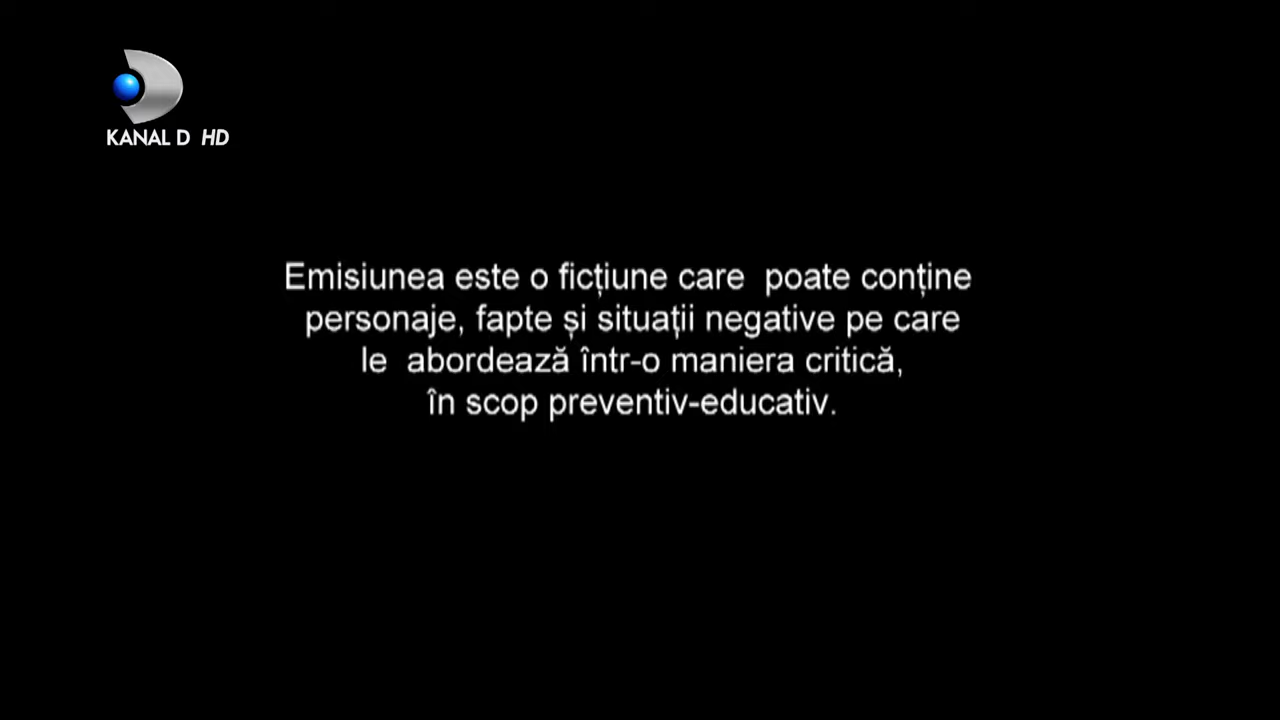 KANAL D HD
Emisiunea este o ficțiune care poate conține
personaje, fapte și situații negative pe care
le abordează într-o maniera critică,
în scop preventiv-educativ.